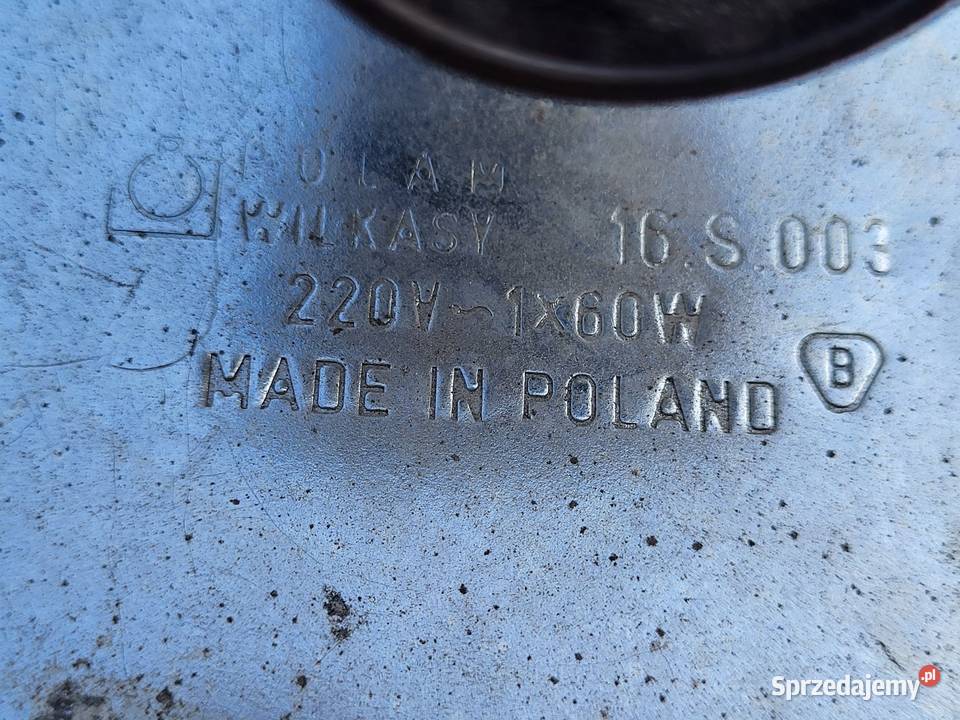 POLAM
WILKASY 16.S.003
220V~1x60W
MADE IN POLAND B
Sprzedajemy.pl